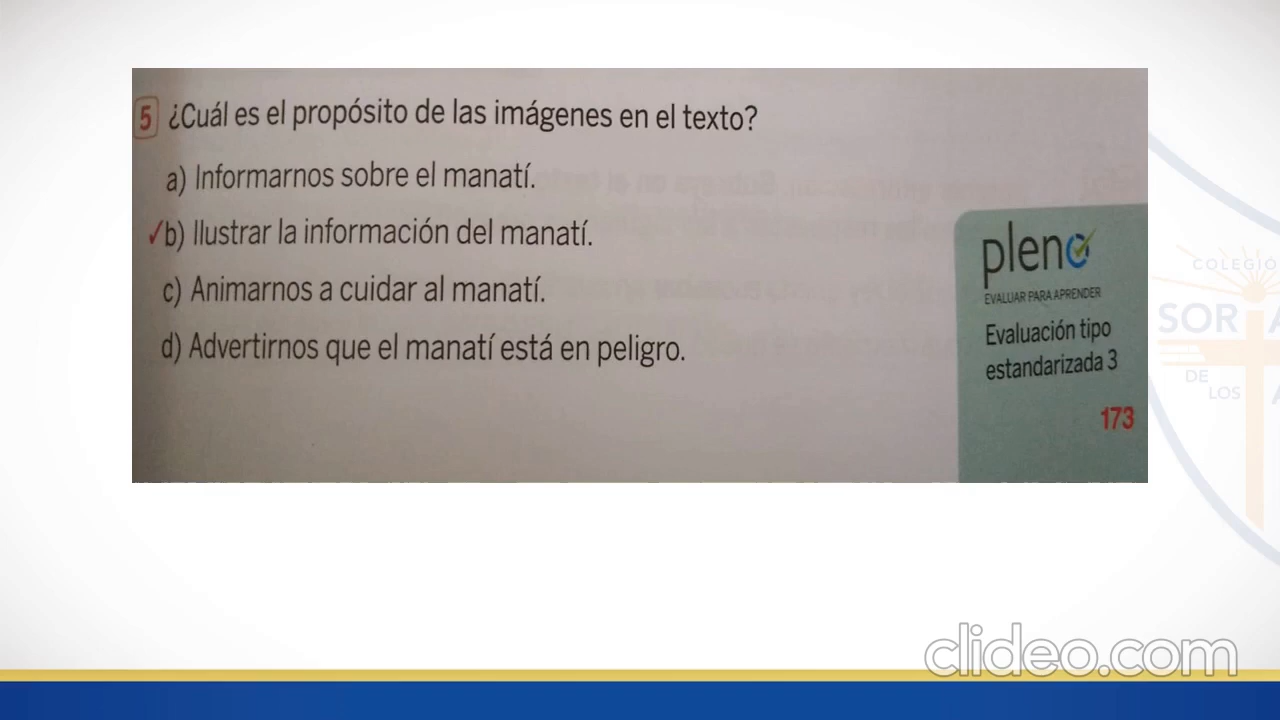 5 ¿Cuál es el propósito de las imágenes en el texto?
a) Informarnos sobre el manatí.
✓b) Ilustrar la información del manatí.
c) Animarnos a cuidar al manatí.
d) Advertirnos que el manatí está en peligro.
pleno
EVALUAR PARA APRENDER
Evaluación tipo
estandarizada 3
173
COLEGIO
SOR
DE
LOS
clideo.com